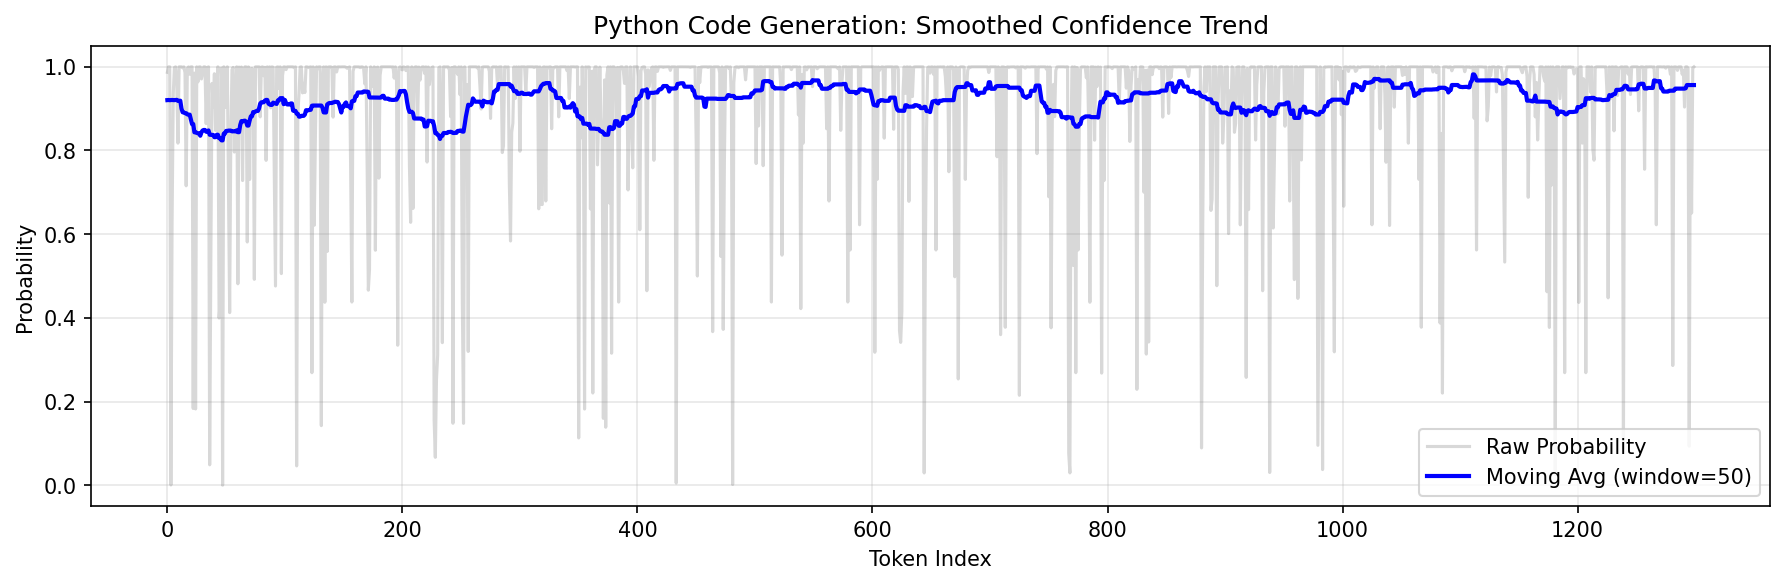 Python Code Generation: Smoothed Confidence Trend
Probability
1.0
0.8
0.6
0.4
0.2
0.0
Raw Probability
Moving Avg (window=50)
0 200 400 600 800 1000 1200
Token Index